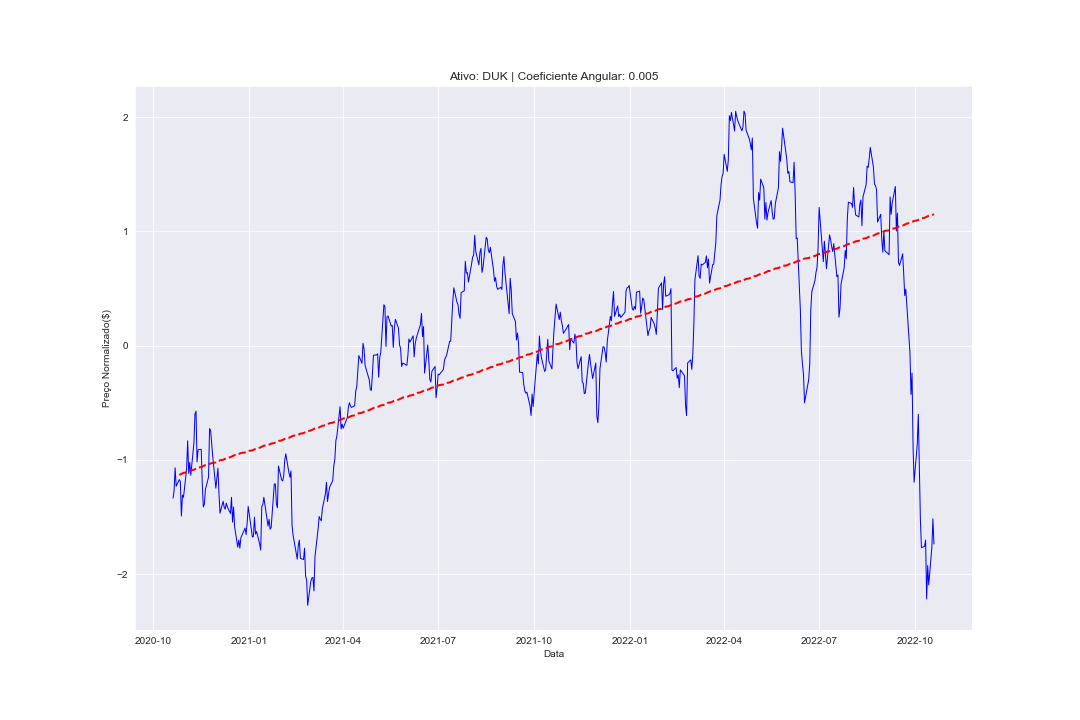 Ativo: DUK | Coeficiente Angular: 0.005
Preço Normalizado($)
2
1
0
−1
−2
2020-10 2021-01 2021-04 2021-07 2021-10 2022-01 2022-04 2022-07 2022-10
Data